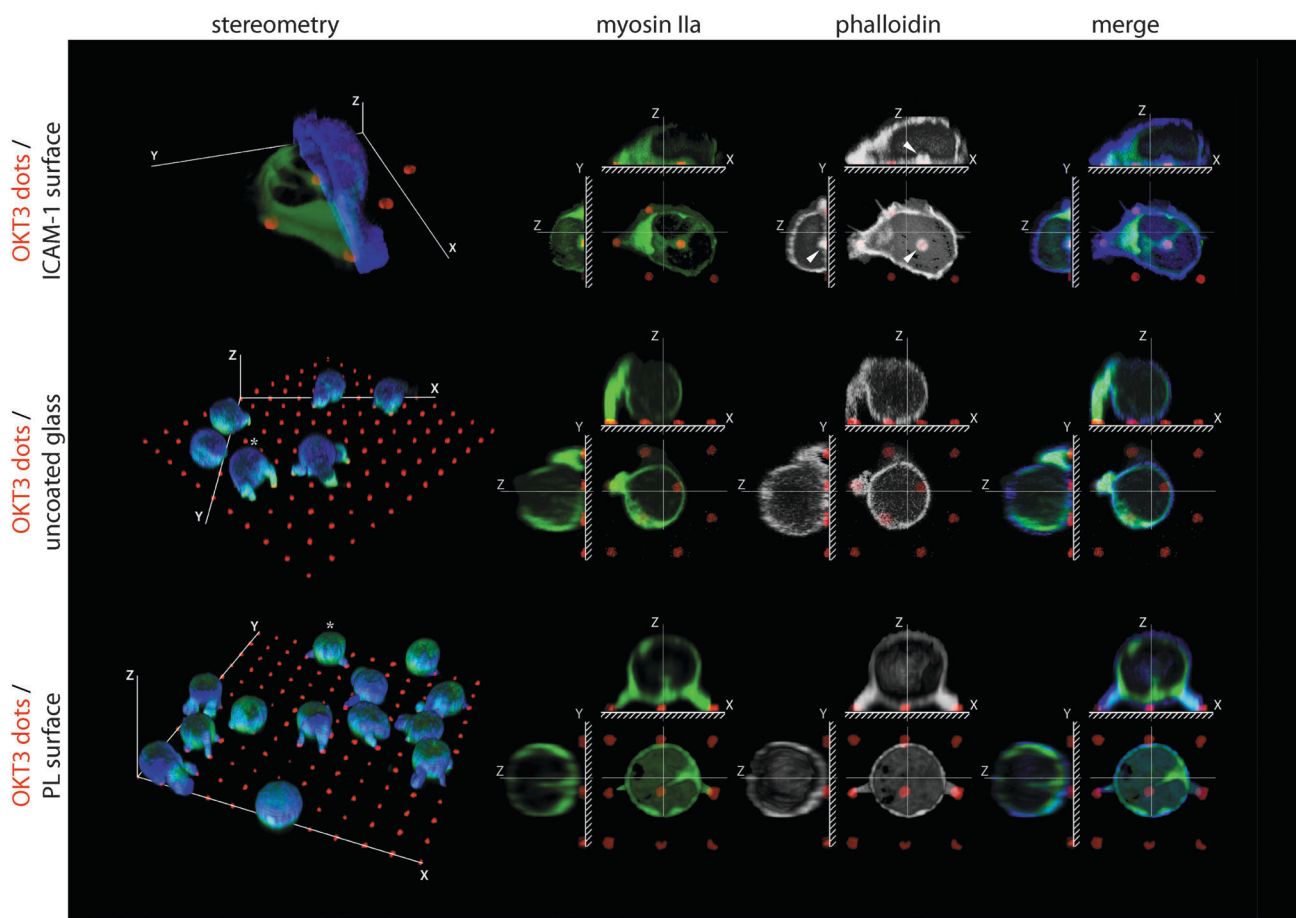 stereometry myosin IIa phalloidin merge
OKT3 dots /
ICAM-1 surface
Z
Y
X
Z
X
Y
Z
Z
X
Y
Z
Z
X
Y
Z
OKT3 dots /
uncoated glass
Z
X
*
Y
Z
X
Y
Z
Z
X
Y
Z
Z
X
Y
Z
OKT3 dots /
PL surface
Y
*
Z
X
Z
X
Y
Z
Z
X
Y
Z
Z
X
Y
Z